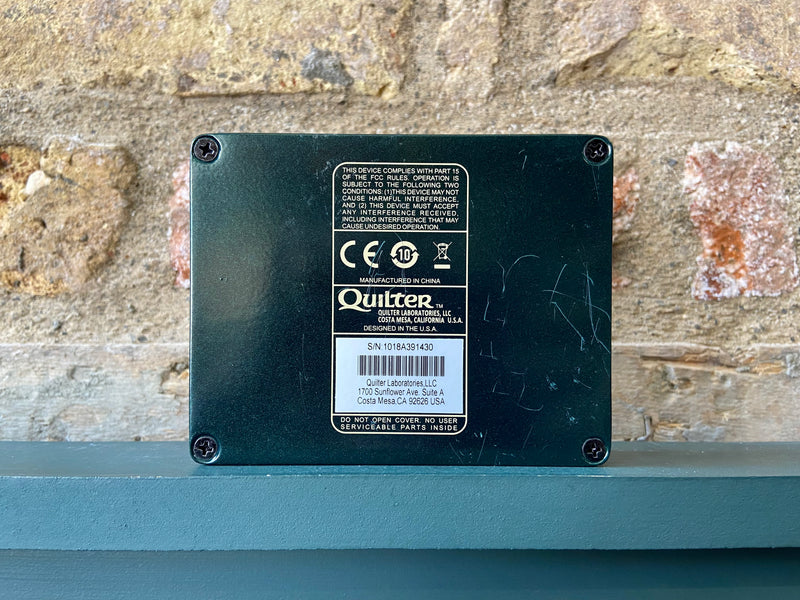 THIS DEVICE COMPLIES WITH PART 15
OF THE FCC RULES. OPERATION IS
SUBJECT TO THE FOLLOWING TWO
CONDITIONS: (1)THIS DEVICE MAY NOT
CAUSE HARMFUL INTERFERENCE,
AND (2) THIS DEVICE MUST ACCEPT
ANY INTERFERENCE RECEIVED,
INCLUDING INTERFERENCE THAT MAY
CAUSE UNDESIRED OPERATION.
CE 10
MANUFACTURED IN CHINA
QUILTER TM
QUILTER LABORATORIES, LLC
COSTA MESA, CALIFORNIA U.S.A.
DESIGNED IN THE U.S.A.
S/N:1018A391430
Quilter Laboratories,LLC
1700 Sunflower Ave. Suite A
Costa Mesa,CA 92626 USA
DO NOT OPEN COVER. NO USER
SERVICEABLE PARTS INSIDE